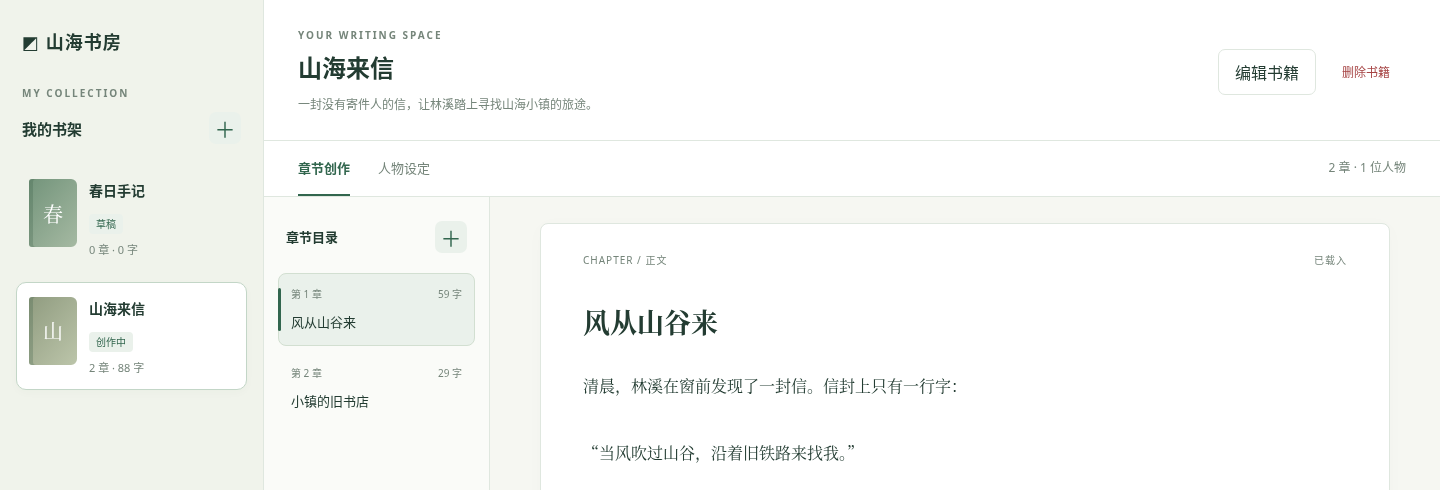 ◩ 山海书房
MY COLLECTION
我的书架
春
春日手记
草稿
0 章 · 0 字
山
山海来信
创作中
2 章 · 88 字
YOUR WRITING SPACE
山海来信
一封没有寄件人的信，让林溪踏上寻找山海小镇的旅途。
编辑书籍
删除书籍
章节创作
人物设定
2 章 · 1 位人物
章节目录
第 1 章
59 字
风从山谷来
第 2 章
29 字
小镇的旧书店
CHAPTER / 正文
已载入
风从山谷来
清晨，林溪在窗前发现了一封信。信封上只有一行字：
“当风吹过山谷，沿着旧铁路来找我。”